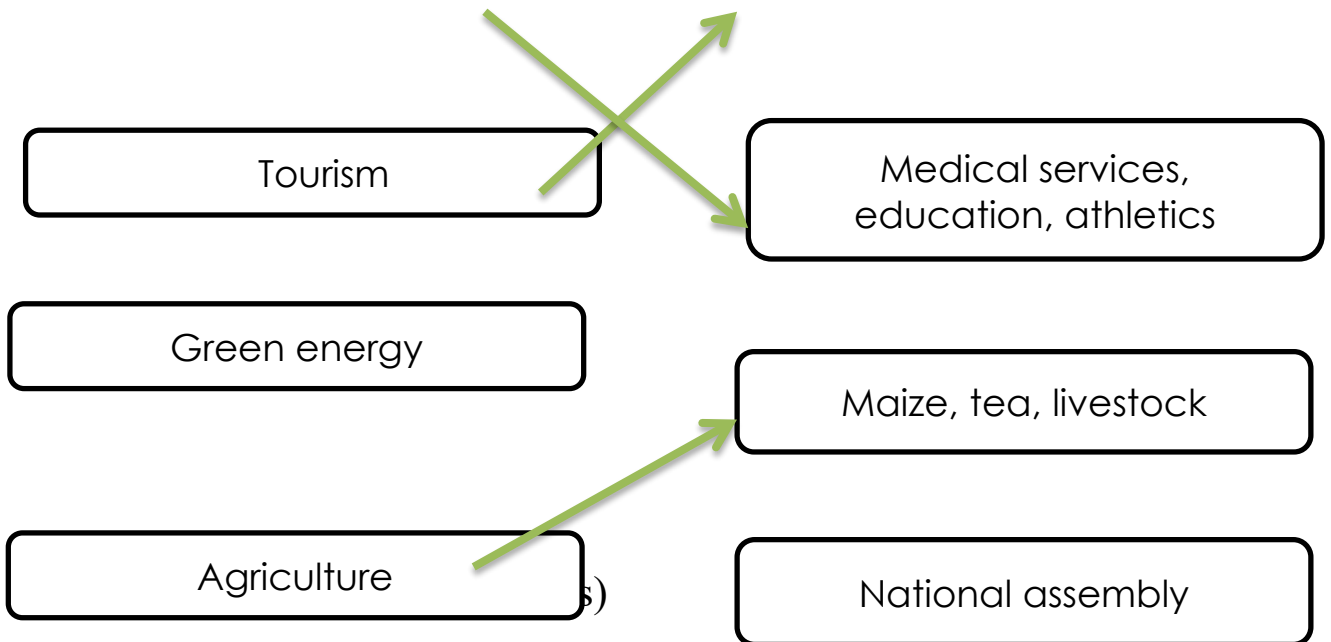 Tourism
Medical services,
education, athletics
Green energy
Maize, tea, livestock
Agriculture
s)
National assembly